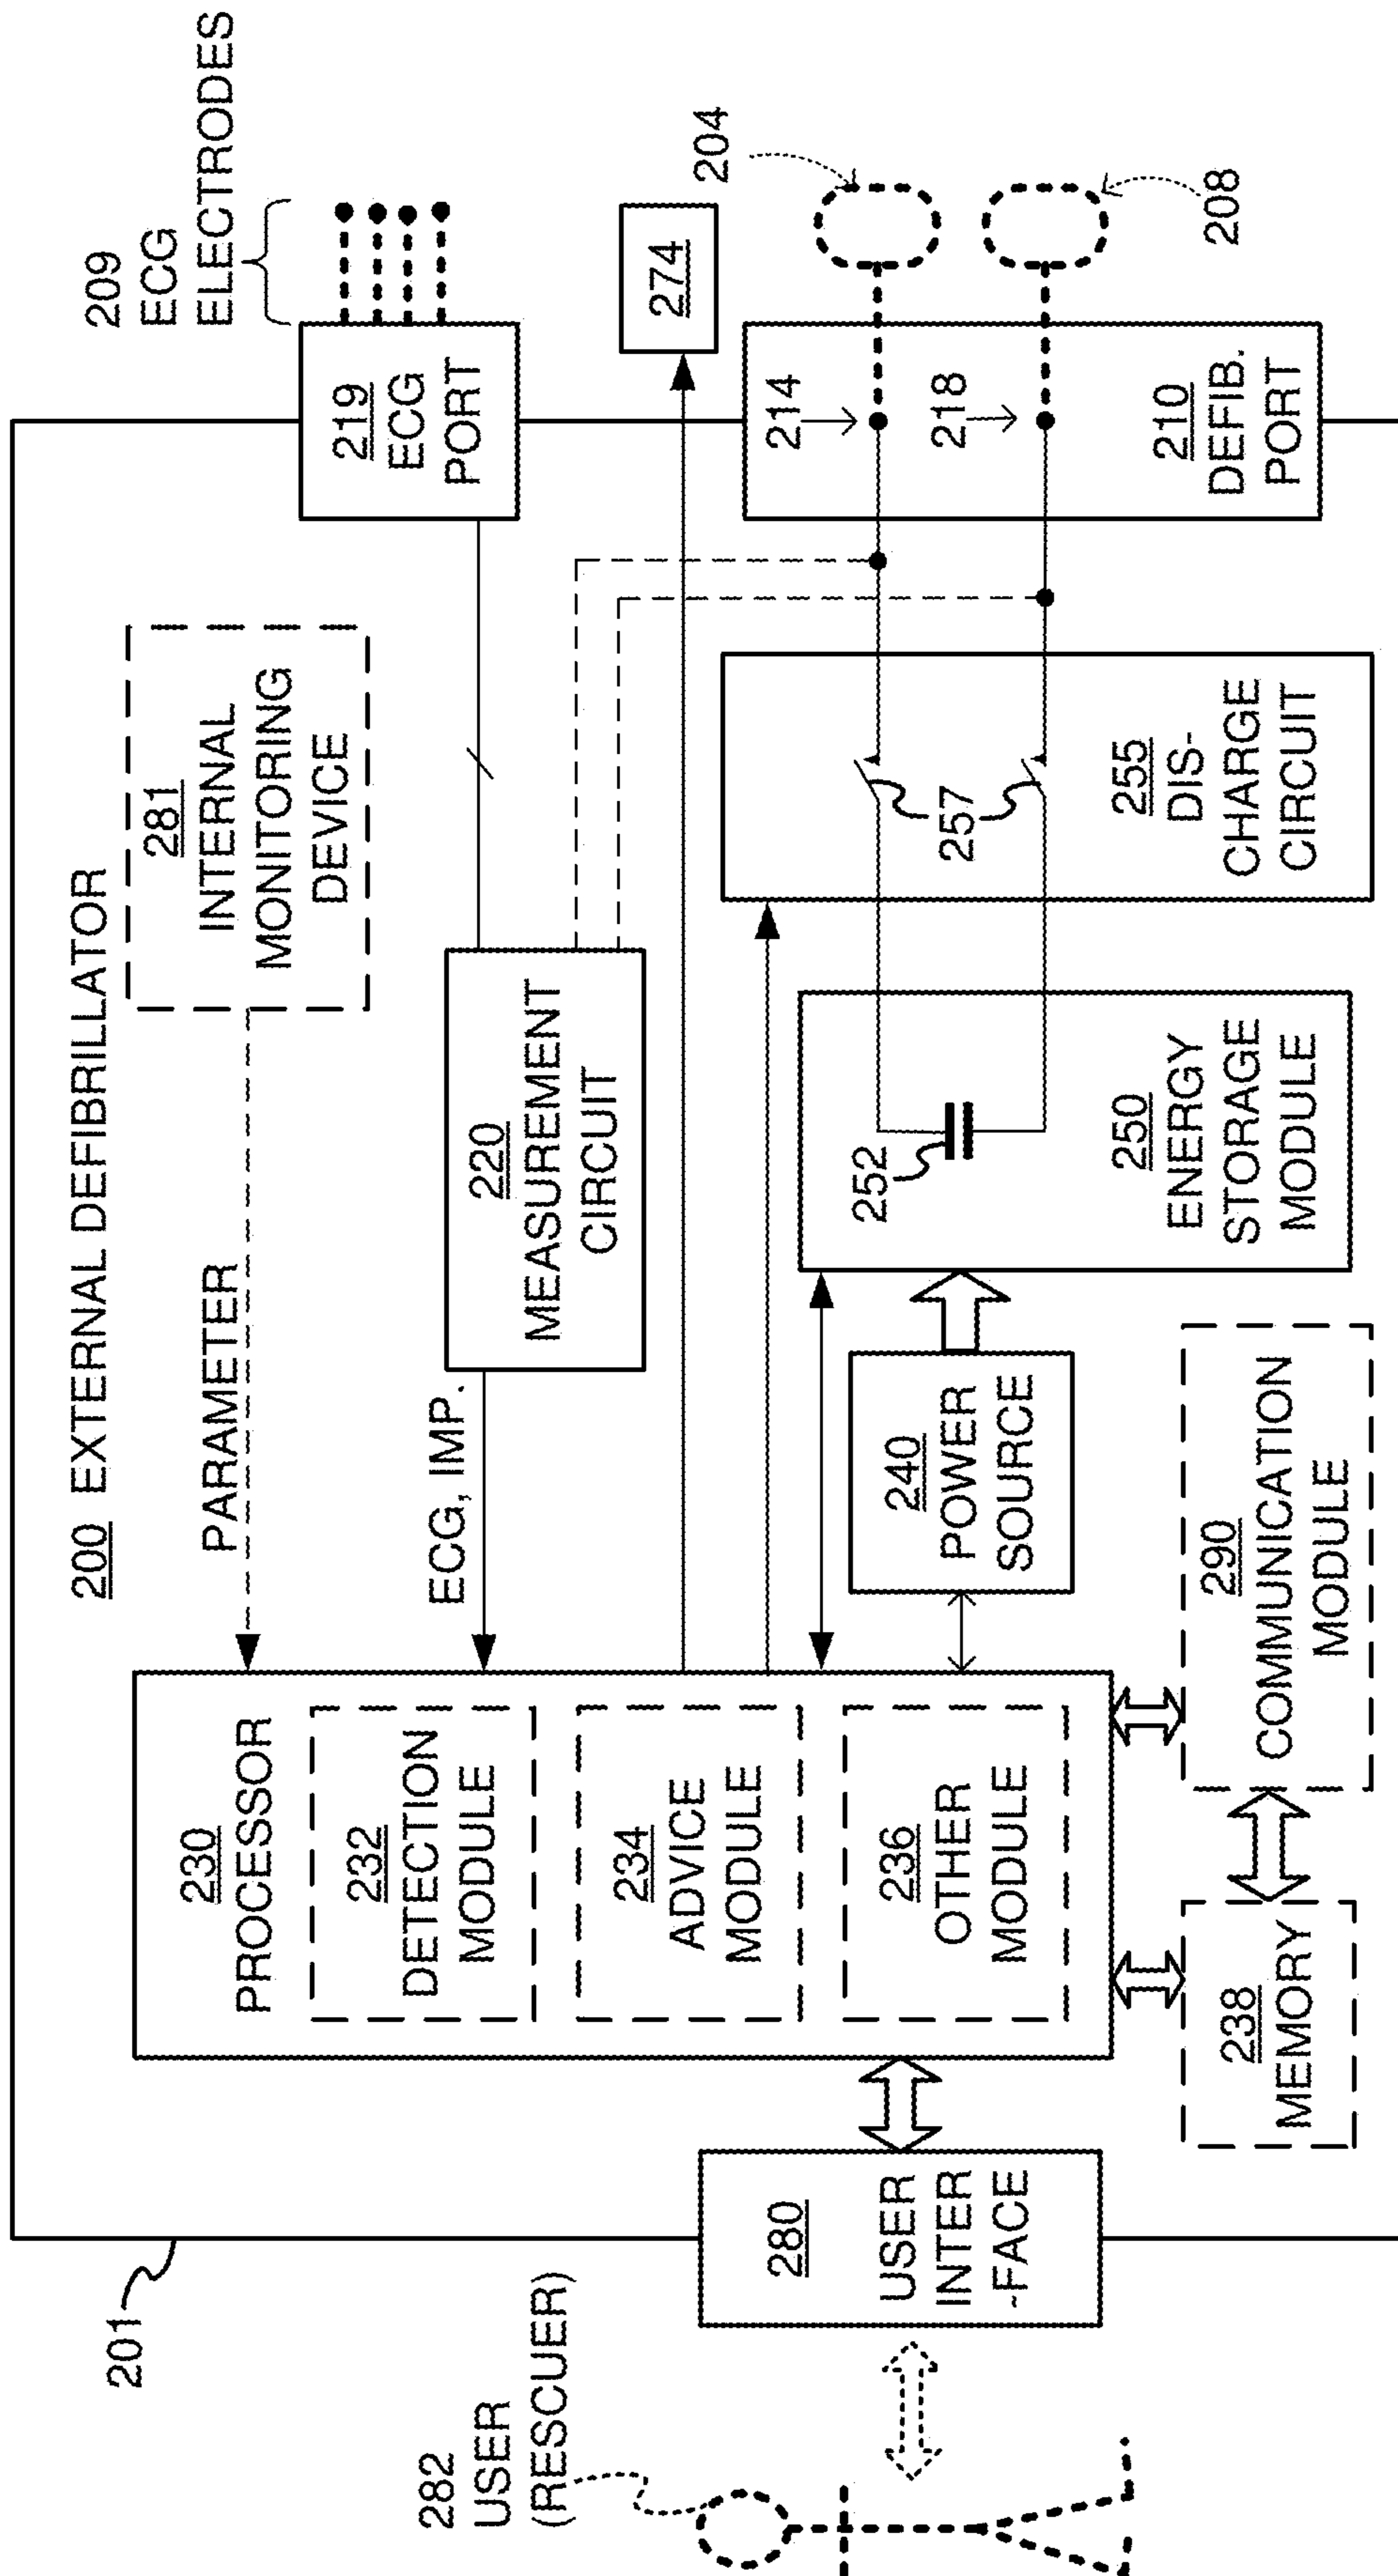 200 EXTERNAL DEFIBRILLATOR
201
209
ECG
ELECTRODES
219
ECG
PORT
281
INTERNAL
MONITORING
DEVICE
PARAMETER
ECG, IMP.
220
MEASUREMENT
CIRCUIT
274
204
208
214
218
210
DEFIB.
PORT
257
255
DIS-
CHARGE
CIRCUIT
252
250
ENERGY
STORAGE
MODULE
240
POWER
SOURCE
230
PROCESSOR
232
DETECTION
MODULE
234
ADVICE
MODULE
236
OTHER
MODULE
290
COMMUNICATION
MODULE
238
MEMORY
280
USER
INTER
-FACE
282
USER
(RESCUER)